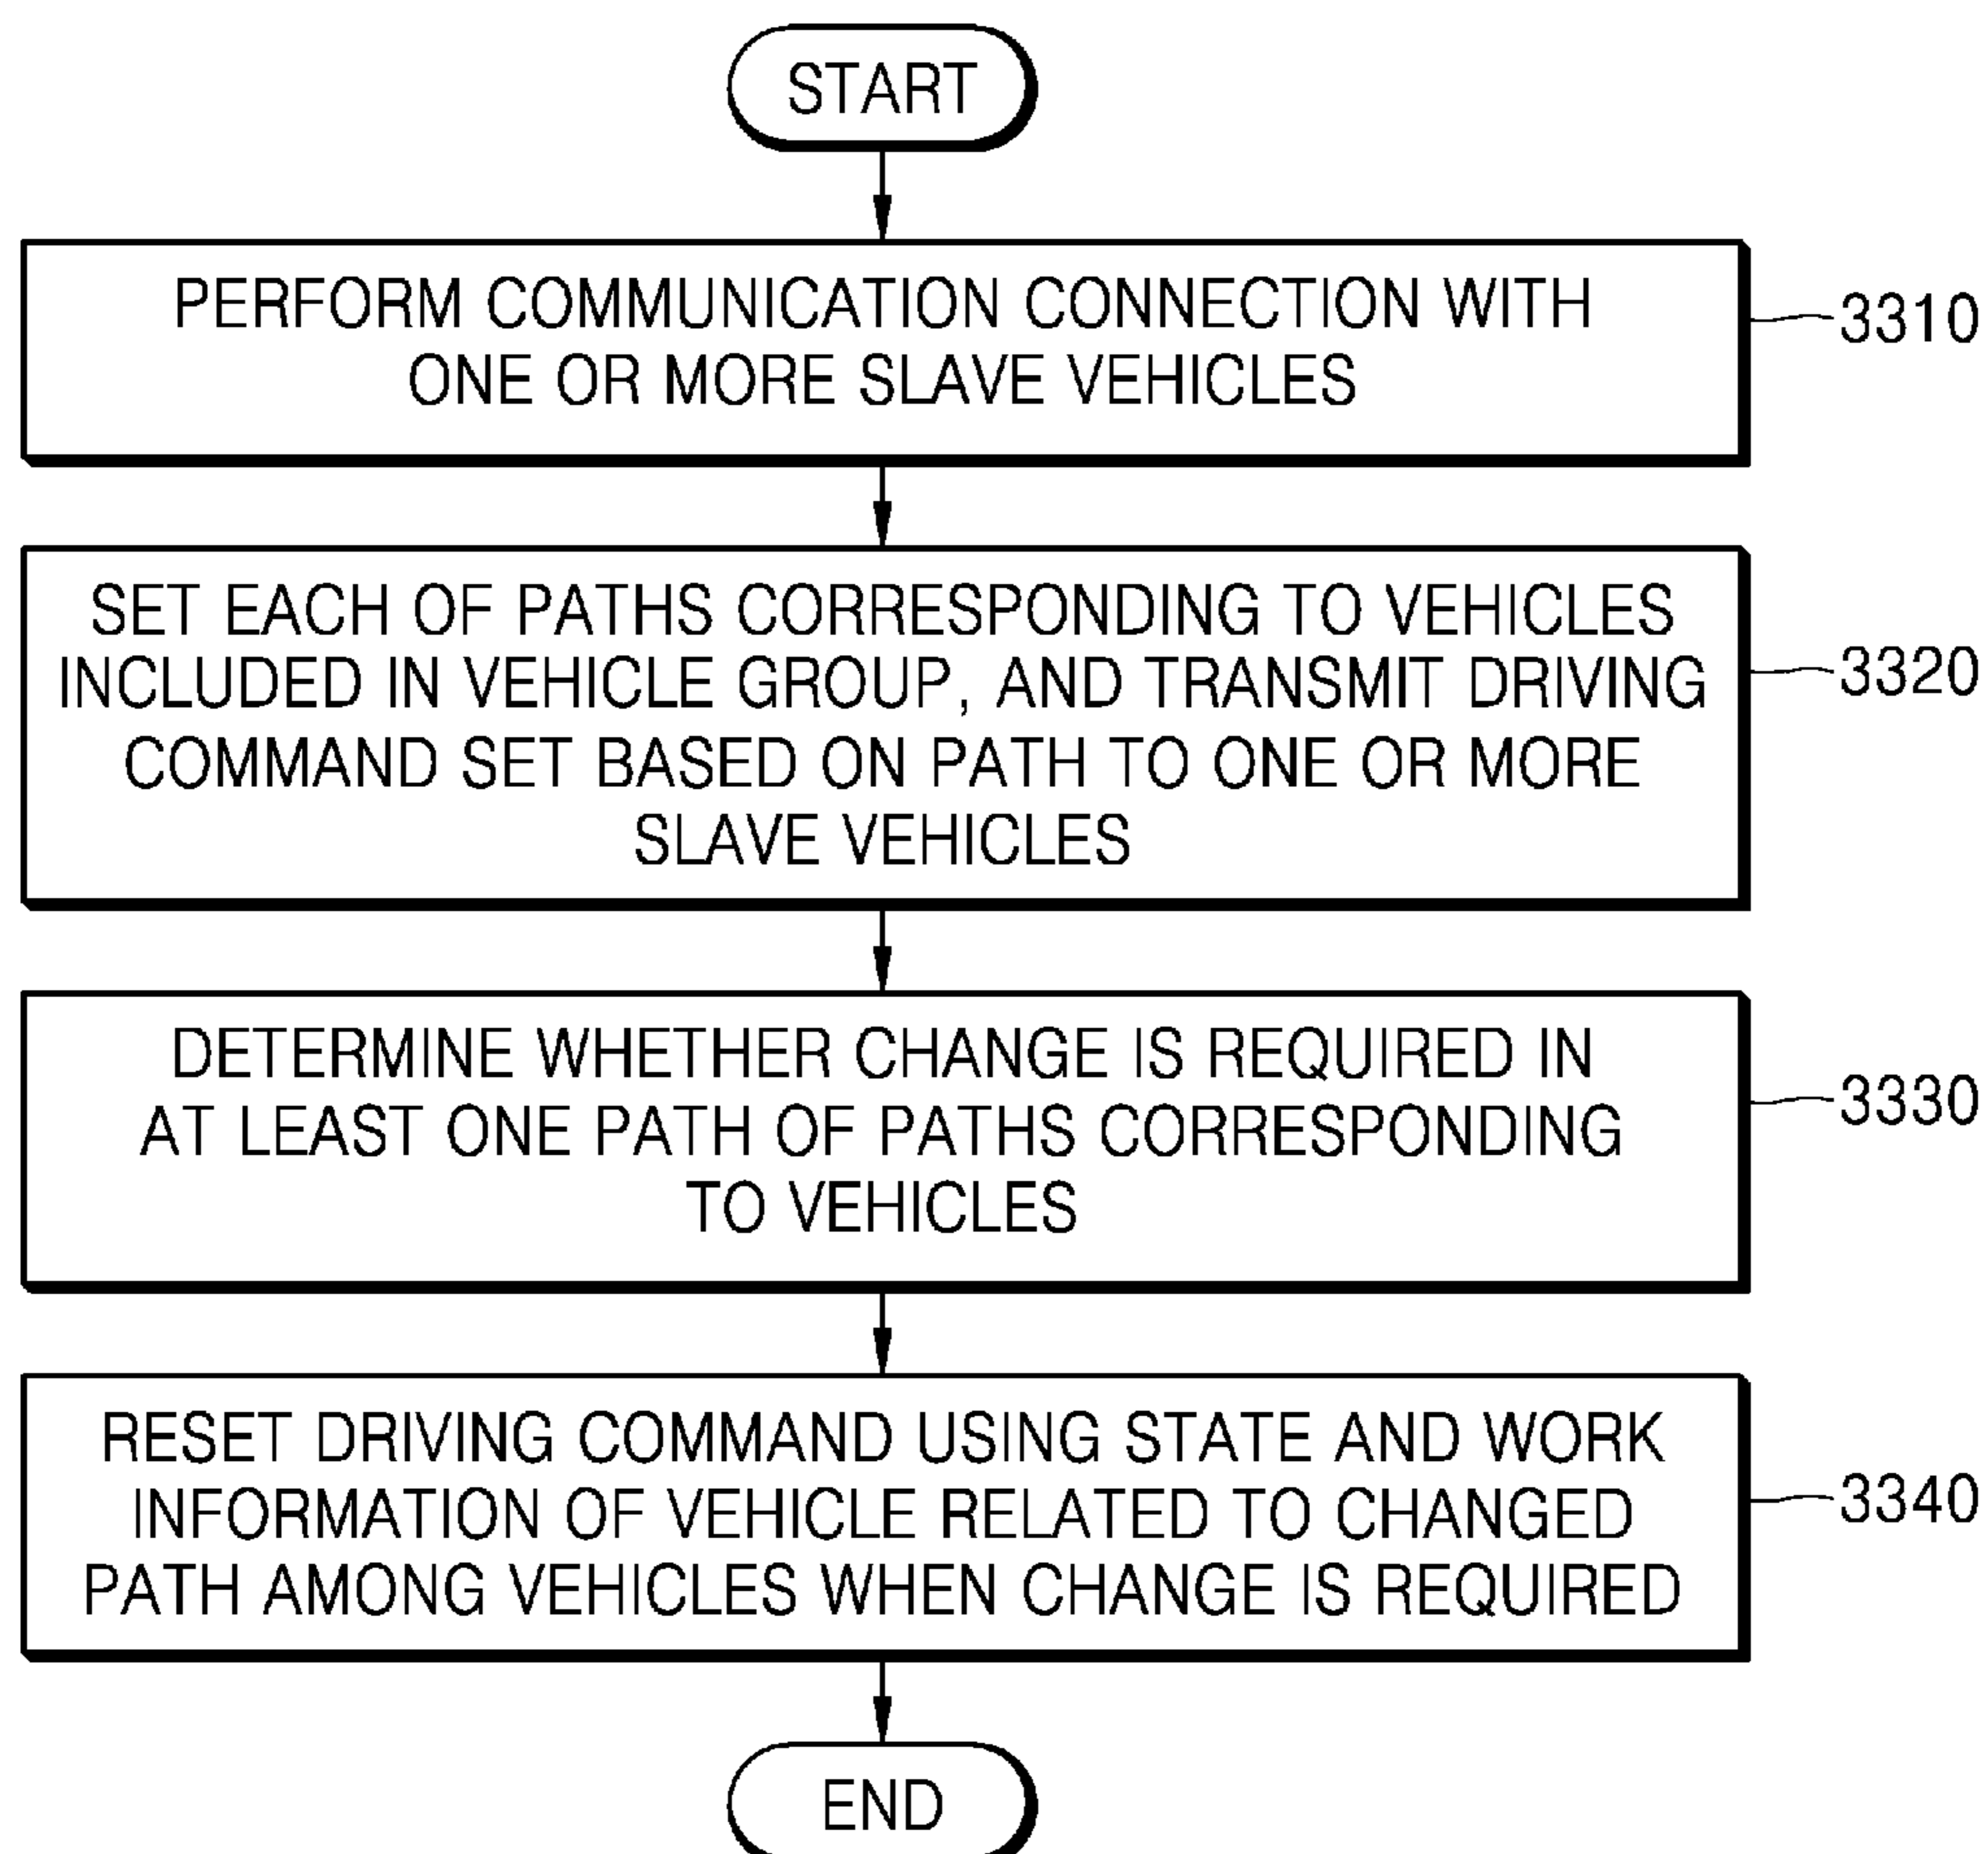 START
PERFORM COMMUNICATION CONNECTION WITH
ONE OR MORE SLAVE VEHICLES
3310
SET EACH OF PATHS CORRESPONDING TO VEHICLES
INCLUDED IN VEHICLE GROUP, AND TRANSMIT DRIVING
COMMAND SET BASED ON PATH TO ONE OR MORE
SLAVE VEHICLES
3320
DETERMINE WHETHER CHANGE IS REQUIRED IN
AT LEAST ONE PATH OF PATHS CORRESPONDING
TO VEHICLES
3330
RESET DRIVING COMMAND USING STATE AND WORK
INFORMATION OF VEHICLE RELATED TO CHANGED
PATH AMONG VEHICLES WHEN CHANGE IS REQUIRED
3340
END